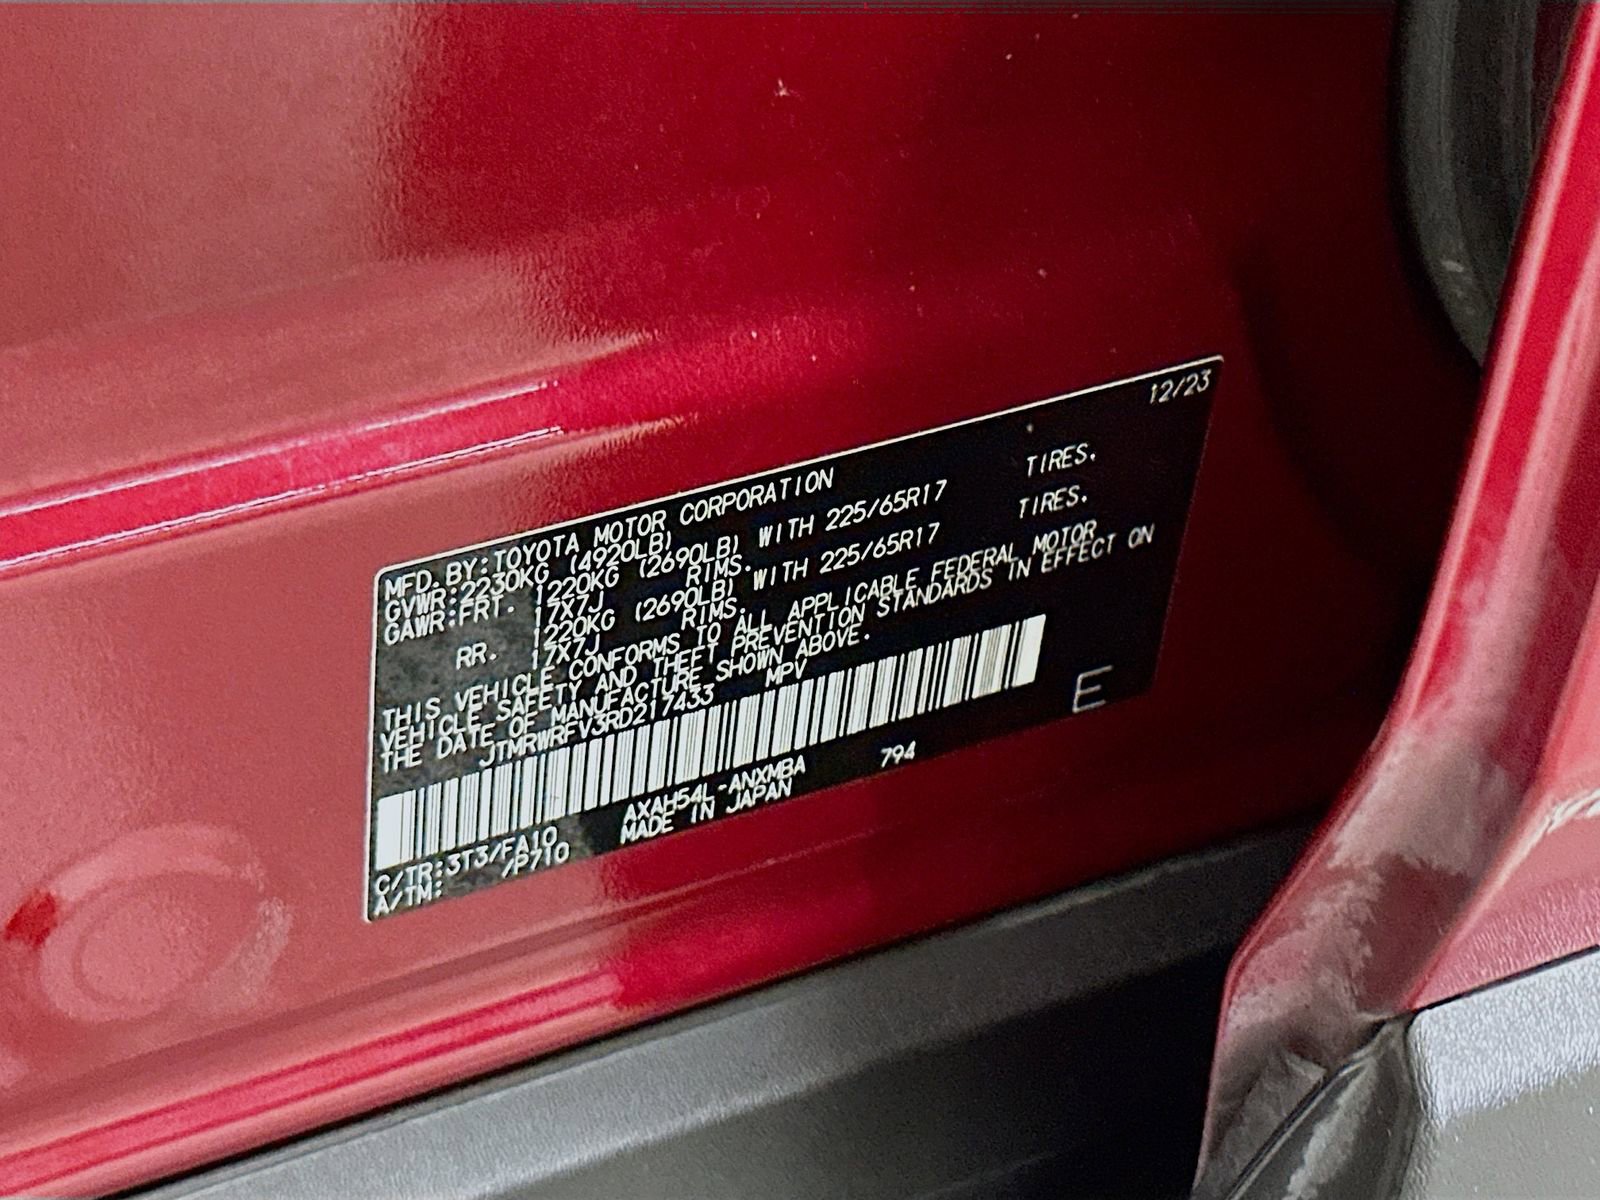 12/23
MFD. BY: TOYOTA MOTOR CORPORATION
GVWR: 2230KG (4920LB)
GAWR: FRT. 1220KG (2690LB) WITH 225/65R17 TIRES.
17X7J RIMS.
RR. 1220KG (2690LB) WITH 225/65R17 TIRES.
17X7J RIMS.
THIS VEHICLE CONFORMS TO ALL APPLICABLE FEDERAL MOTOR
VEHICLE SAFETY AND THEFT PREVENTION STANDARDS IN EFFECT ON
THE DATE OF MANUFACTURE SHOWN ABOVE.
JTMRWRFV3RD217433 MPV
E
C/TR: 3T3/FA10 AXAH54L-ANXMBA 794
A/TM: /P710 MADE IN JAPAN